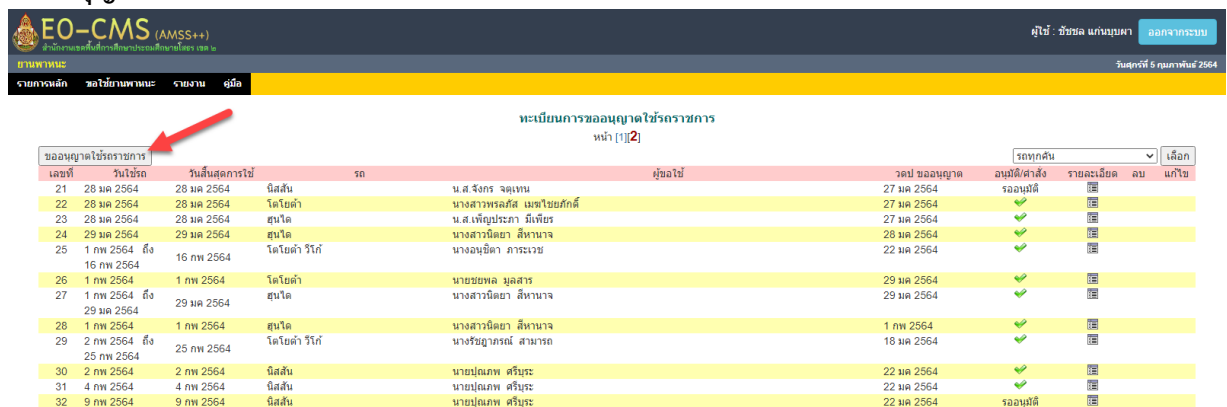 EO-CMS (AMSS++)
สำนักงานเขตพื้นที่การศึกษาประถมศึกษายโสธร เขต ๒
ผู้ใช้ : ชัชชล แก่นบุบผา ออกจากระบบ
ยานพาหนะ วันศุกร์ที่ 5 กุมภาพันธ์ 2564
รายการหลัก ขอใช้ยานพาหนะ รายงาน คู่มือ
ทะเบียนการขออนุญาตใช้รถราชการ
หน้า [1][2]
ขออนุญาตใช้รถราชการ รถทุกคัน เลือก
เลขที่ วันใช้รถ วันสิ้นสุดการใช้ รถ ผู้ขอใช้ วดป ขออนุญาต อนุมัติ/คำสั่ง รายละเอียด ลบ แก้ไข
21 28 มค 2564 28 มค 2564 นิสสัน น.ส.จังกร จตุเทน 27 มค 2564 รออนุมัติ
22 28 มค 2564 28 มค 2564 โตโยต้า นางสาวพรลภัส เมฆไชยภักดิ์ 27 มค 2564
23 28 มค 2564 28 มค 2564 ฮุนได น.ส.เพ็ญประภา มีเพียร 27 มค 2564
24 29 มค 2564 29 มค 2564 ฮุนได นางสาวนิตยา สีหานาจ 28 มค 2564
25 1 กพ 2564 ถึง 16 กพ 2564 โตโยต้า วีโก้ นางอนุชิตา ภาระเวช 22 มค 2564
16 กพ 2564
26 1 กพ 2564 1 กพ 2564 โตโยต้า นายชยพล มูลสาร 29 มค 2564
27 1 กพ 2564 ถึง 29 มค 2564 ฮุนได นางสาวนิตยา สีหานาจ 29 มค 2564
29 มค 2564
28 1 กพ 2564 1 กพ 2564 ฮุนได นางสาวนิตยา สีหานาจ 1 กพ 2564
29 2 กพ 2564 ถึง 25 กพ 2564 โตโยต้า วีโก้ นางรัชฎาภรณ์ สามารถ 18 มค 2564
25 กพ 2564
30 2 กพ 2564 2 กพ 2564 นิสสัน นายปุณภพ ศรีบุระ 22 มค 2564
31 4 กพ 2564 4 กพ 2564 นิสสัน นายปุณภพ ศรีบุระ 22 มค 2564
32 9 กพ 2564 9 กพ 2564 นิสสัน นายปุณภพ ศรีบุระ 22 มค 2564 รออนุมัติ